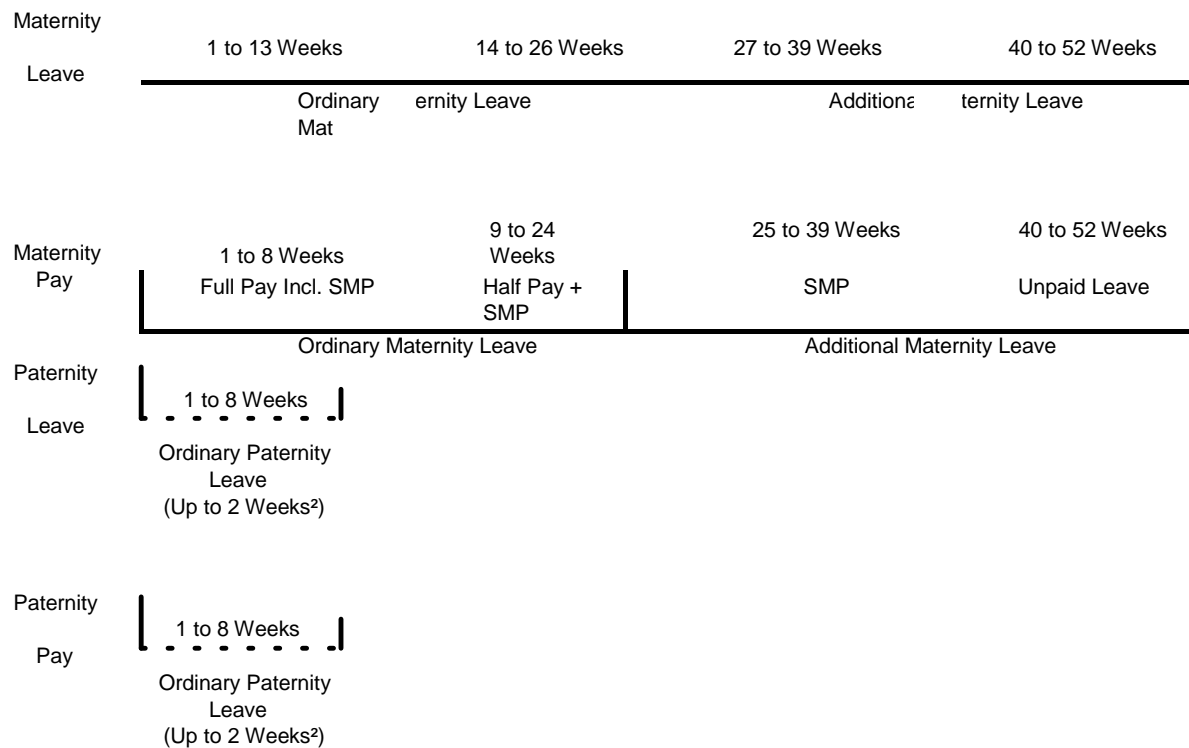 Maternity
Leave
1 to 13 Weeks 14 to 26 Weeks 27 to 39 Weeks 40 to 52 Weeks
Ordinary ernity Leave Additiona ternity Leave
Mat
Maternity
Pay
1 to 8 Weeks 9 to 24 25 to 39 Weeks 40 to 52 Weeks
Weeks
Full Pay Incl. SMP Half Pay + SMP Unpaid Leave
SMP
Ordinary Maternity Leave Additional Maternity Leave
Paternity
Leave
1 to 8 Weeks
Ordinary Paternity
Leave
(Up to 2 Weeks²)
Paternity
Pay
1 to 8 Weeks
Ordinary Paternity
Leave
(Up to 2 Weeks²)